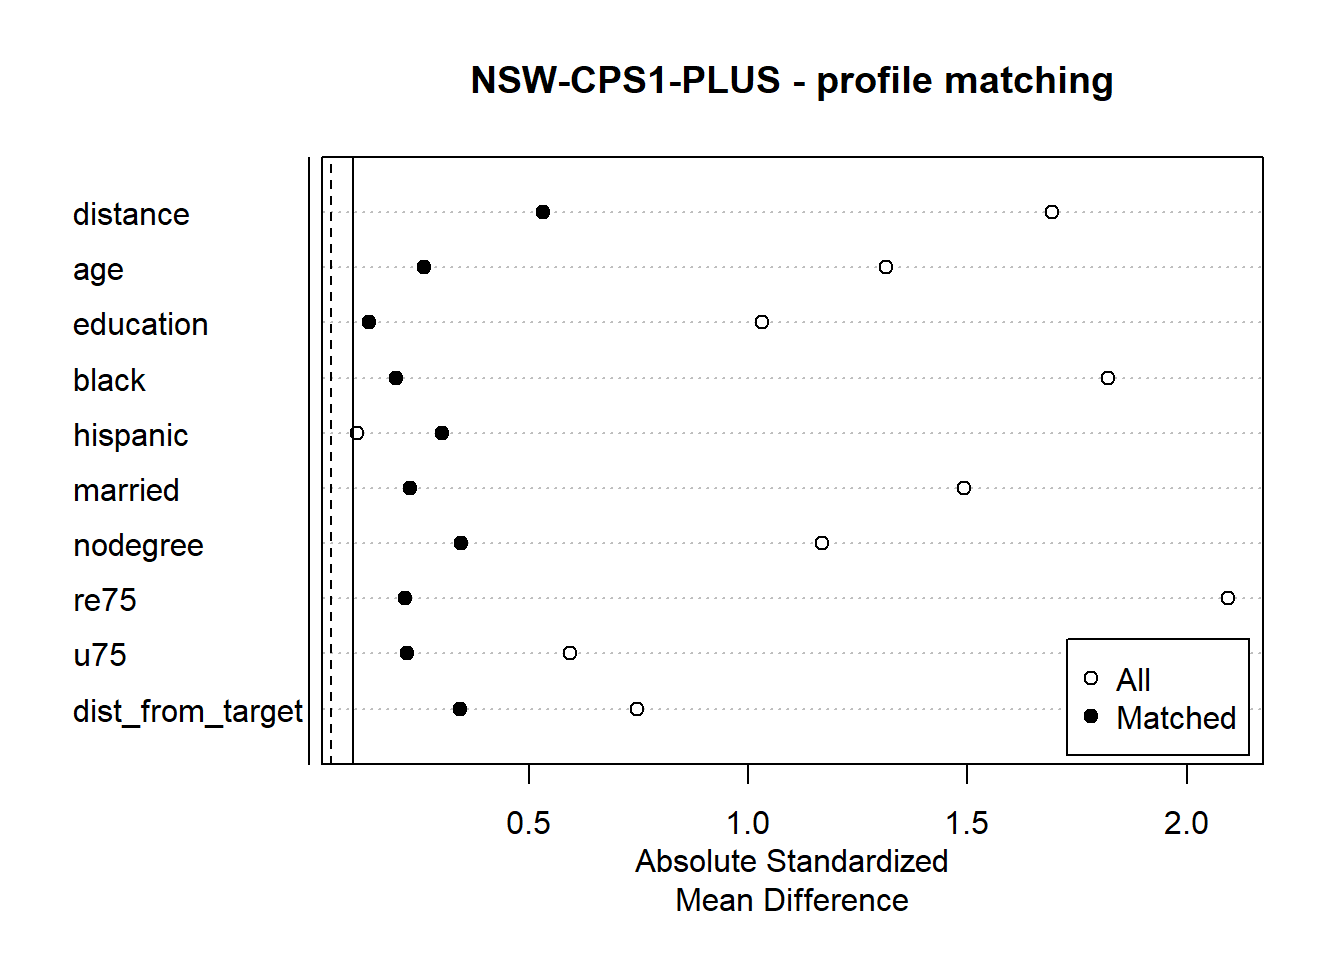 NSW-CPS1-PLUS - profile matching
distance
age
education
black
hispanic
married
nodegree
re75
u75
dist_from_target
All
Matched
0.5 1.0 1.5 2.0
Absolute Standardized
Mean Difference